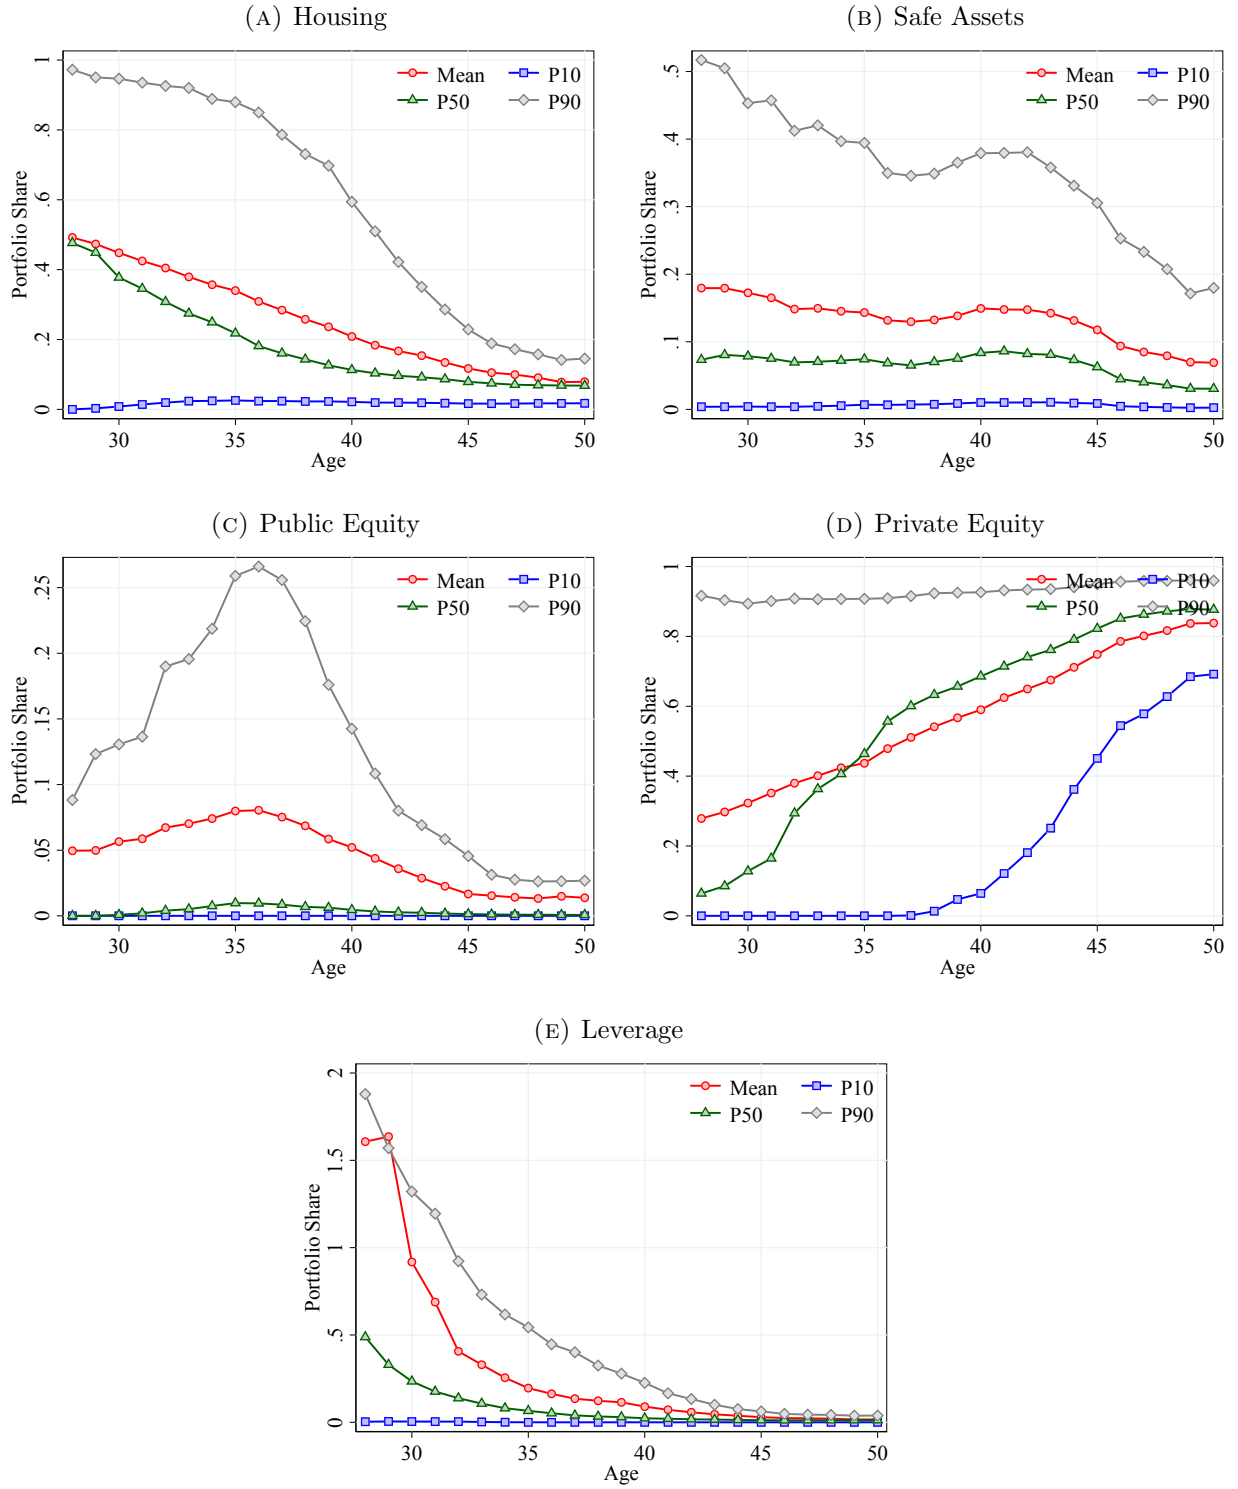 (A) Housing
Portfolio Share
0 .2 .4 .6 .8 1
Mean P10
P50 P90
30 35 40 45 50
Age
(B) Safe Assets
Portfolio Share
0 .1 .2 .3 .4 .5
Mean P10
P50 P90
30 35 40 45 50
Age
(C) Public Equity
Portfolio Share
0 .05 .1 .15 .2 .25
Mean P10
P50 P90
30 35 40 45 50
Age
(D) Private Equity
Portfolio Share
0 .2 .4 .6 .8 1
Mean P10
P50 P90
30 35 40 45 50
Age
(E) Leverage
Portfolio Share
0 .5 1 1.5 2
Mean P10
P50 P90
30 35 40 45 50
Age